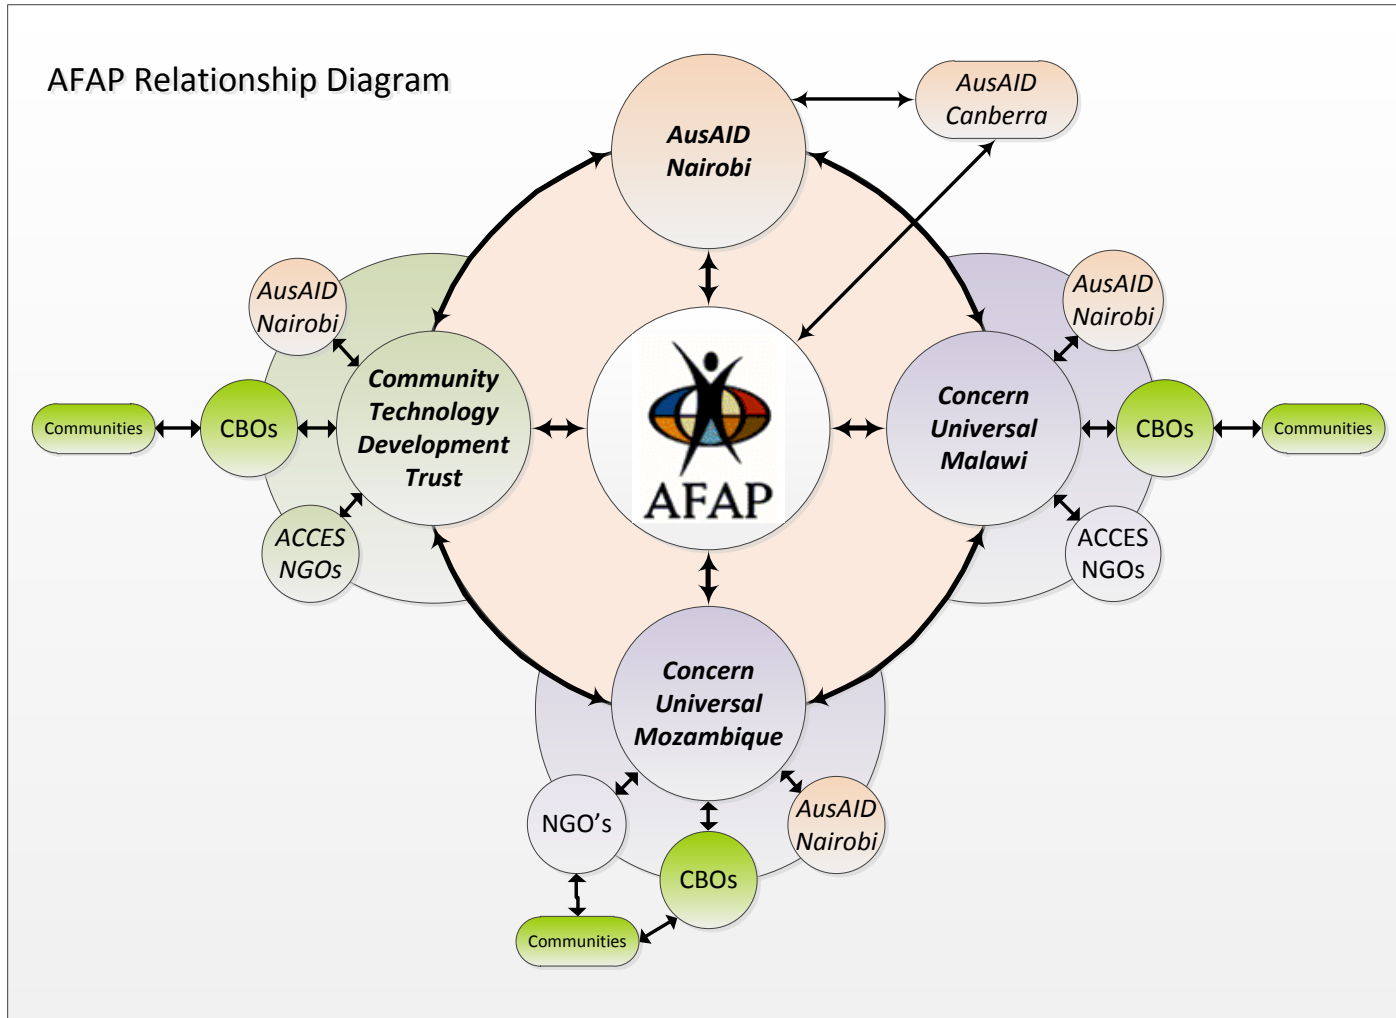 AFAP Relationship Diagram
AusAID
Nairobi
AusAID
Canberra
AusAID
Nairobi
Community
Technology
Development
Trust
CBOs
Communities
ACCES
NGOs
AFAP
Concern
Universal
Malawi
AusAID
Nairobi
CBOs
Communities
ACCES
NGOs
Concern
Universal
Mozambique
NGO's
AusAID
Nairobi
CBOs
Communities